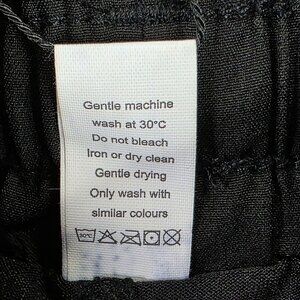 Gentle machine
wash at 30°C
Do not bleach
Iron or dry clean
Gentle drying
Only wash with
similar colours
30°C